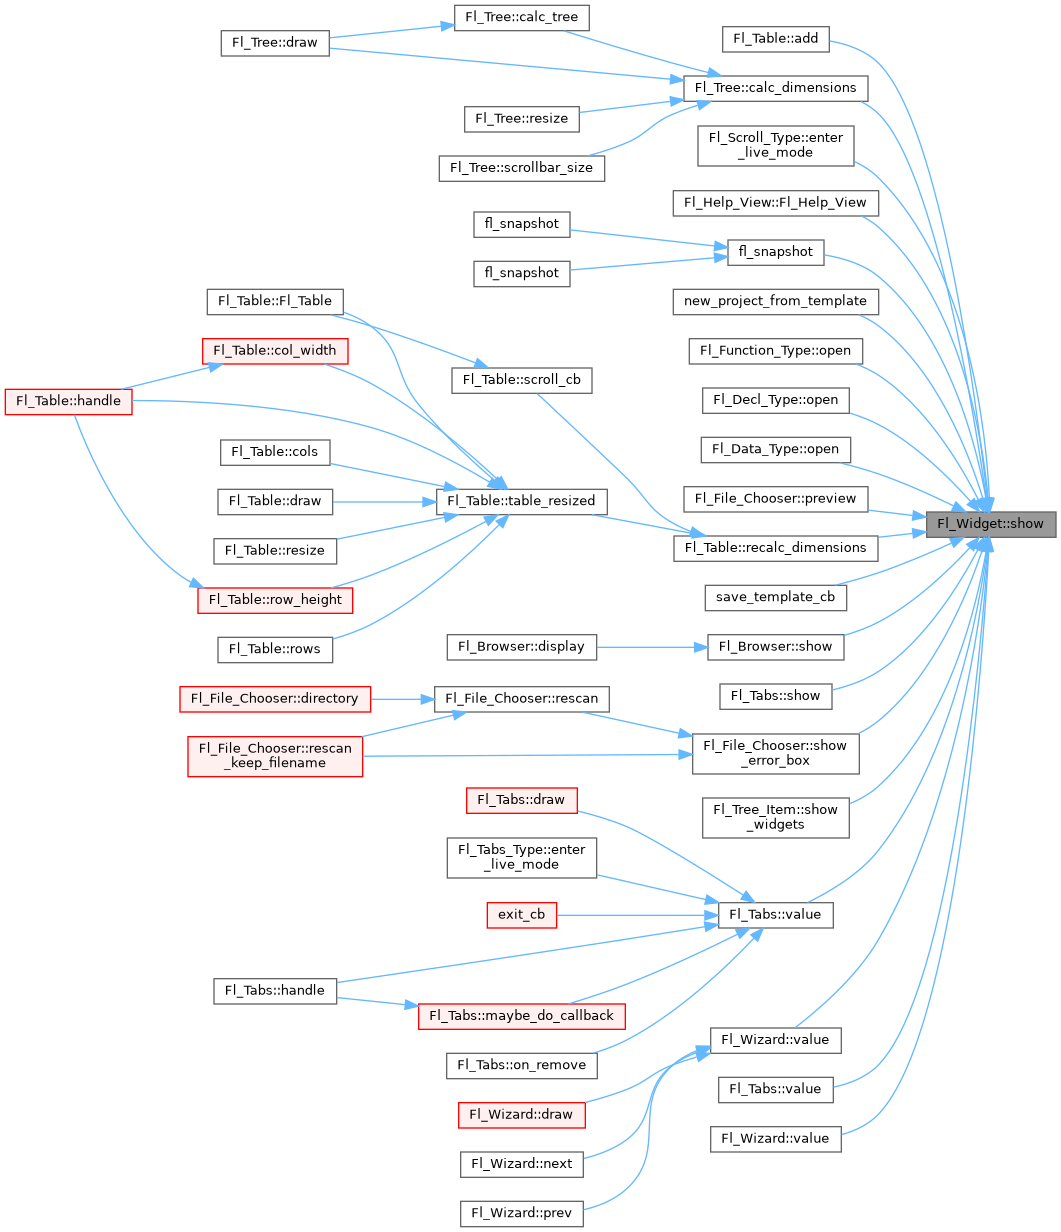 Fl_Tree::calc_tree
Fl_Tree::draw
Fl_Table::add
Fl_Tree::calc_dimensions
Fl_Tree::resize
Fl_Scroll_Type::enter
_live_mode
Fl_Tree::scrollbar_size
Fl_Help_View::Fl_Help_View
fl_snapshot
fl_snapshot
fl_snapshot
Fl_Table::Fl_Table
new_project_from_template
Fl_Table::col_width
Fl_Function_Type::open
Fl_Table::scroll_cb
Fl_Table::handle
Fl_Decl_Type::open
Fl_Table::cols
Fl_Data_Type::open
Fl_Table::draw
Fl_Table::table_resized
Fl_File_Chooser::preview
Fl_Widget::show
Fl_Table::resize
Fl_Table::recalc_dimensions
Fl_Table::row_height
save_template_cb
Fl_Table::rows
Fl_Browser::display
Fl_Browser::show
Fl_File_Chooser::directory
Fl_File_Chooser::rescan
Fl_Tabs::show
Fl_File_Chooser::rescan
_keep_filename
Fl_File_Chooser::show
_error_box
Fl_Tabs::draw
Fl_Tree_Item::show
_widgets
Fl_Tabs_Type::enter
_live_mode
exit_cb
Fl_Tabs::value
Fl_Tabs::handle
Fl_Tabs::maybe_do_callback
Fl_Wizard::value
Fl_Tabs::on_remove
Fl_Tabs::value
Fl_Wizard::draw
Fl_Wizard::value
Fl_Wizard::next
Fl_Wizard::prev